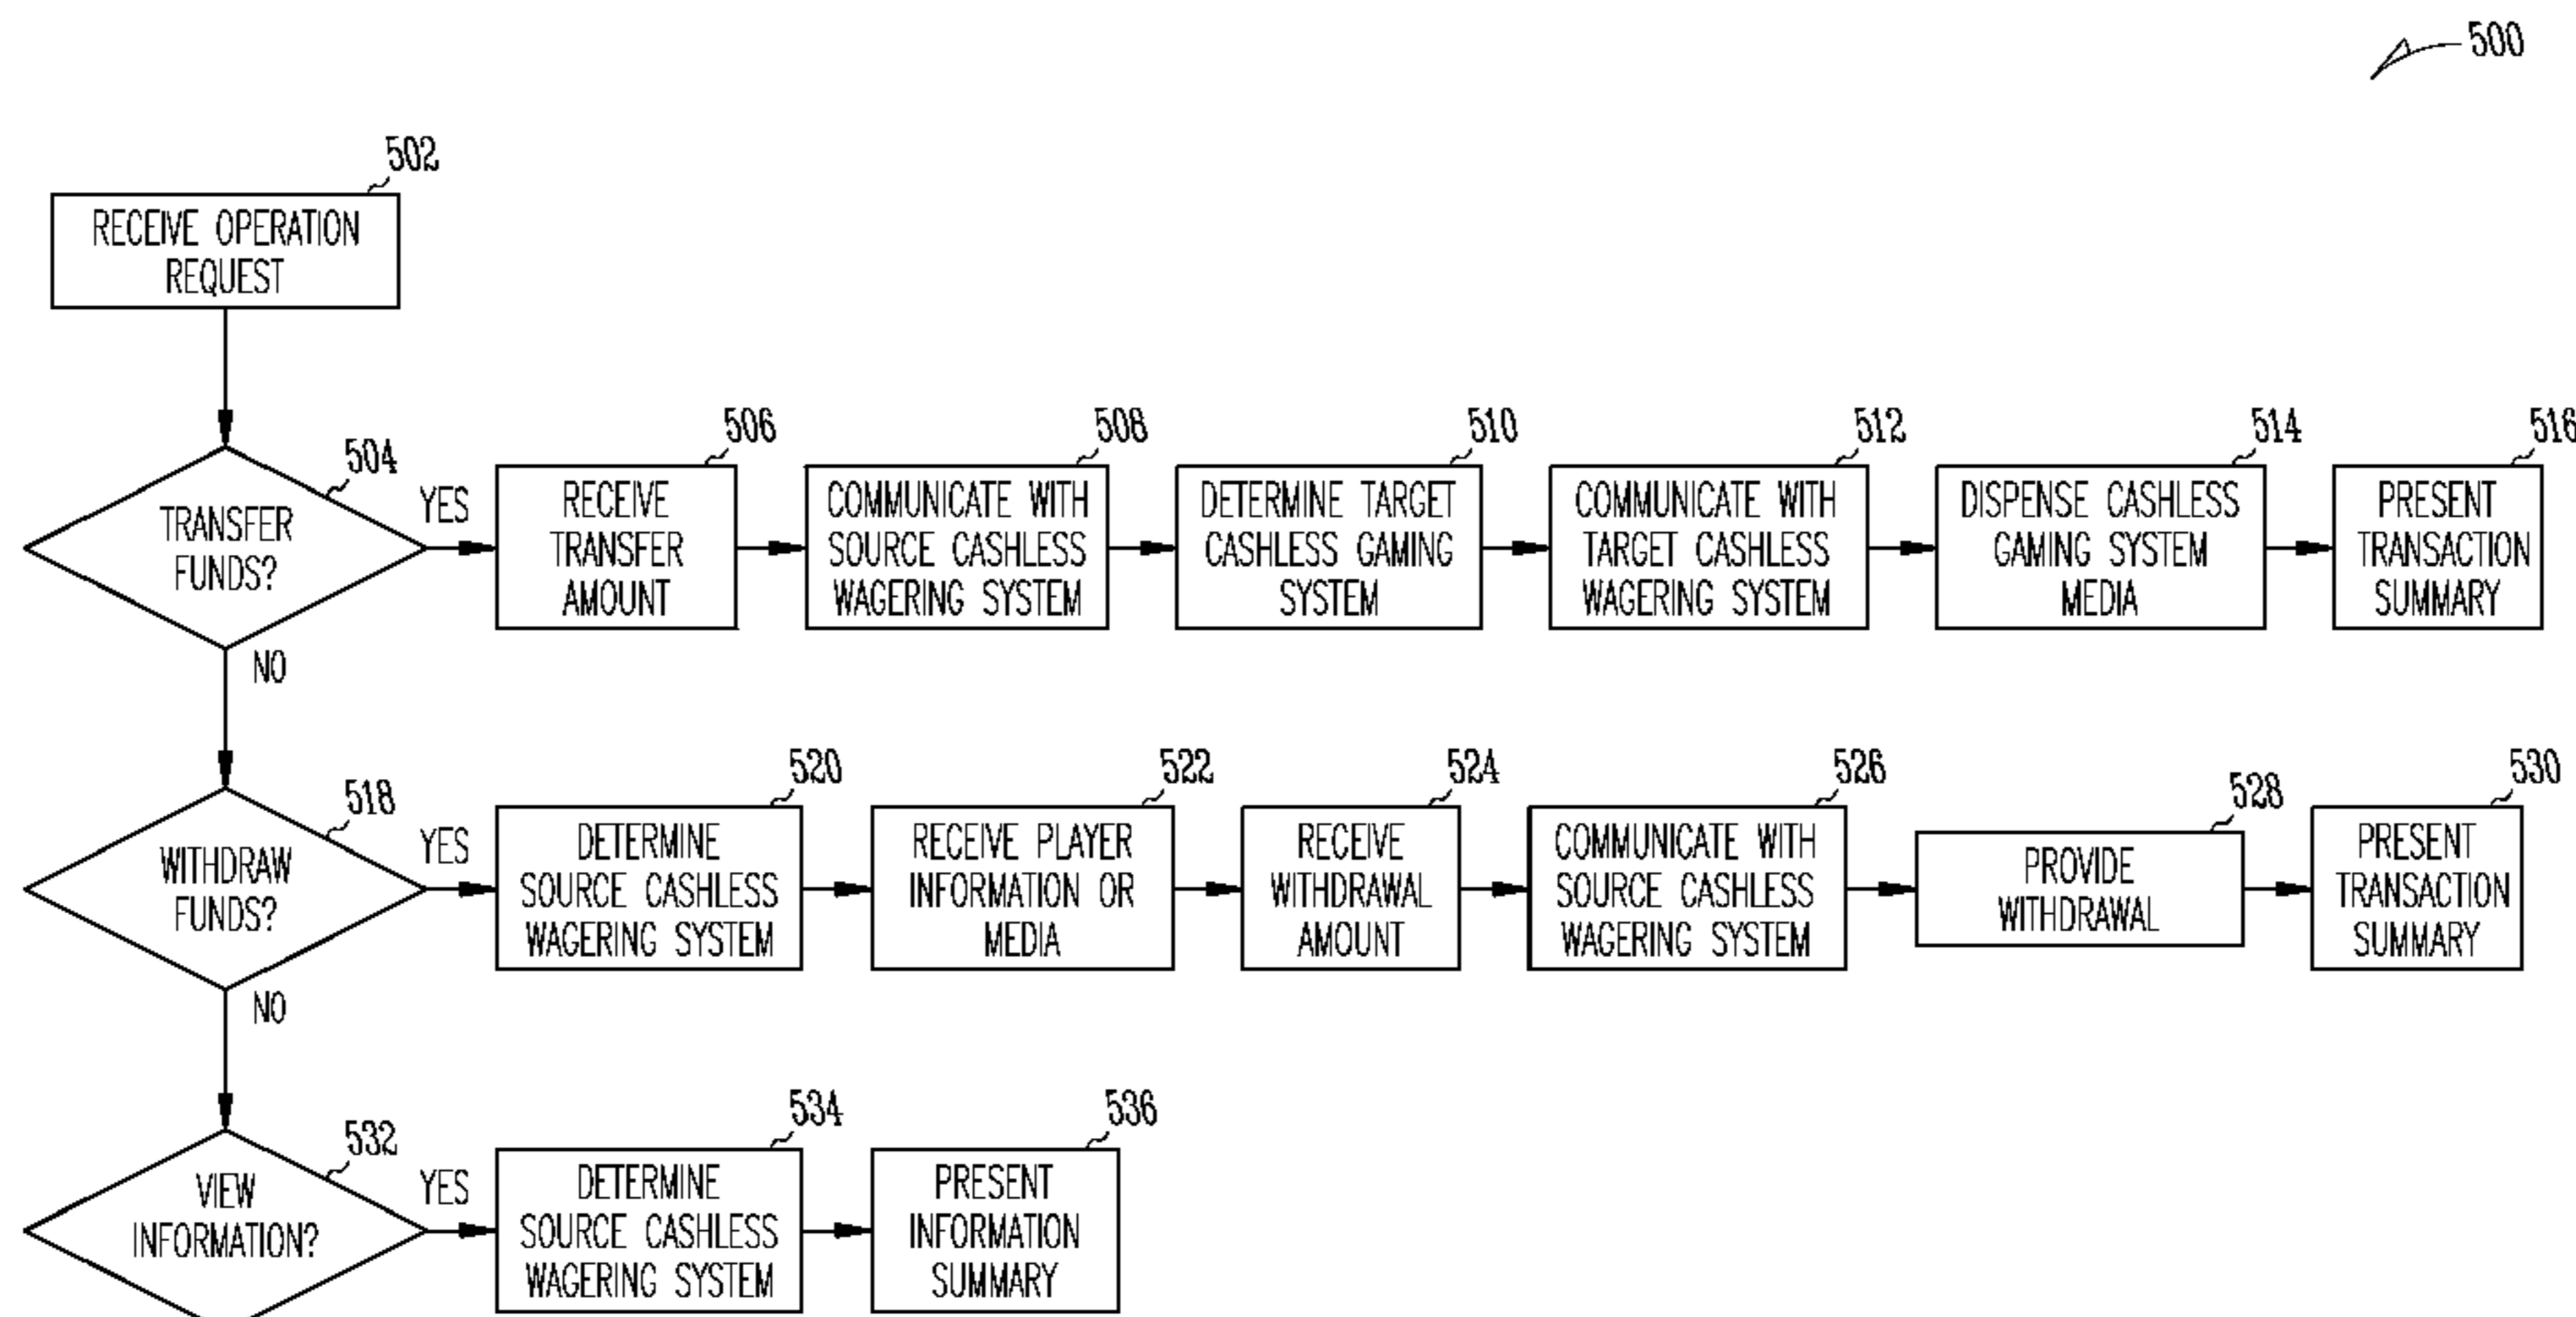 500
502
RECEIVE OPERATION
REQUEST
504
TRANSFER
FUNDS?
YES
NO
506
RECEIVE
TRANSFER
AMOUNT
508
COMMUNICATE WITH
SOURCE CASHLESS
WAGERING SYSTEM
510
DETERMINE TARGET
CASHLESS GAMING
SYSTEM
512
COMMUNICATE WITH
TARGET CASHLESS
WAGERING SYSTEM
514
DISPENSE CASHLESS
GAMING SYSTEM
MEDIA
516
PRESENT
TRANSACTION
SUMMARY
518
WITHDRAW
FUNDS?
YES
NO
520
DETERMINE
SOURCE CASHLESS
WAGERING SYSTEM
522
RECEIVE PLAYER
INFORMATION OR
MEDIA
524
RECEIVE
WITHDRAWAL
AMOUNT
526
COMMUNICATE WITH
SOURCE CASHLESS
WAGERING SYSTEM
528
PROVIDE
WITHDRAWAL
530
PRESENT
TRANSACTION
SUMMARY
532
VIEW
INFORMATION?
YES
534
DETERMINE
SOURCE CASHLESS
WAGERING SYSTEM
536
PRESENT
INFORMATION
SUMMARY